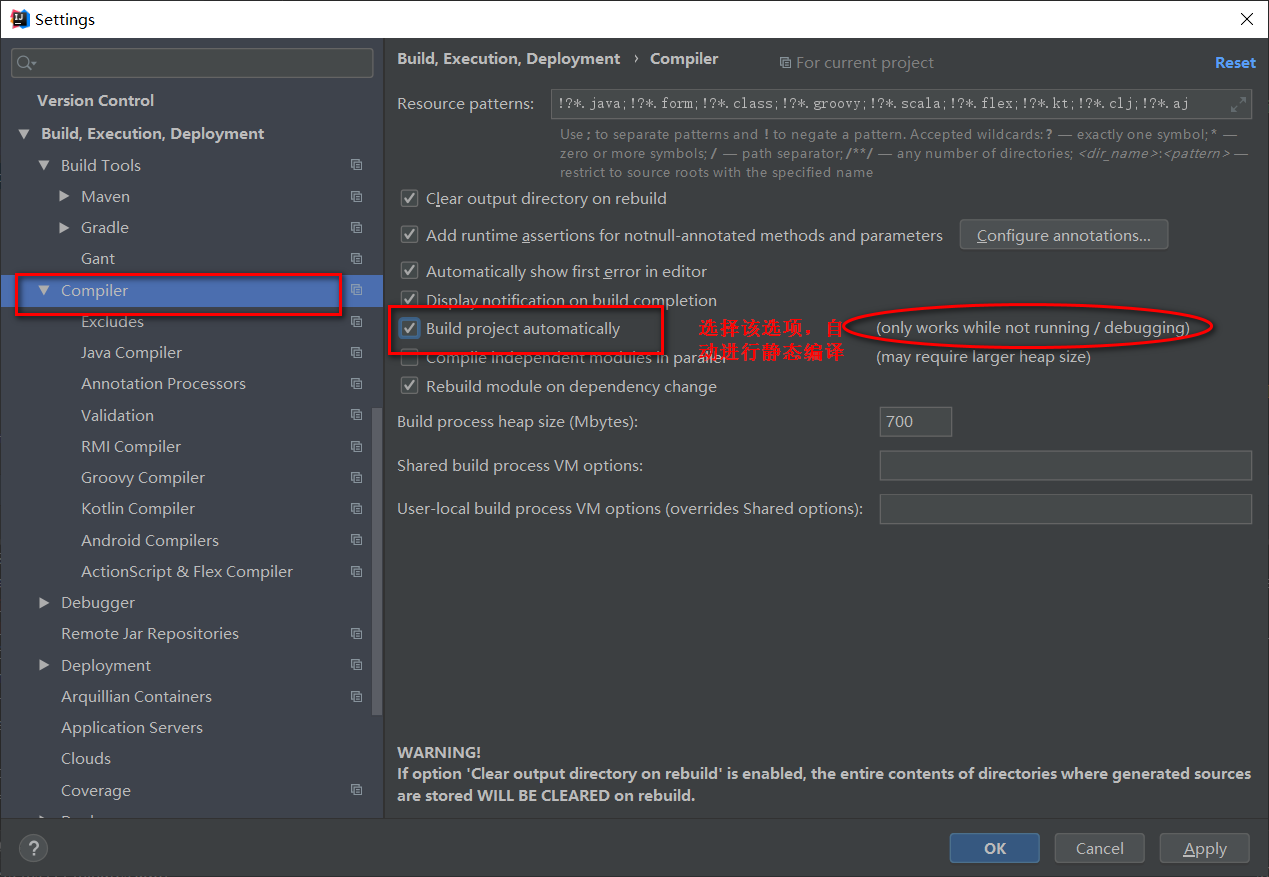 Settings
Build, Execution, Deployment › Compiler
For current project
Reset
Version Control
Build, Execution, Deployment
Build Tools
Maven
Gradle
Gant
Compiler
Excludes
Java Compiler
Annotation Processors
Validation
RMI Compiler
Groovy Compiler
Kotlin Compiler
Android Compilers
ActionScript & Flex Compiler
Debugger
Remote Jar Repositories
Deployment
Arquillian Containers
Application Servers
Clouds
Coverage
Resource patterns: !?*.java;!?*.form;!?*.class;!?*.groovy;!?*.scala;!?*.flex;!?*.kt;!?*.clj;!?*.aj
Use ; to separate patterns and ! to negate a pattern. Accepted wildcards: ? — exactly one symbol; * —
zero or more symbols; / — path separator; /**/ — any number of directories; <dir_name>:<pattern> —
restrict to source roots with the specified name
Clear output directory on rebuild
Add runtime assertions for notnull-annotated methods and parameters Configure annotations...
Automatically show first error in editor
Display notification on build completion
Build project automatically (only works while not running / debugging)
选择该选项，自
动进行静态编译
Compile independent modules in parallel (may require larger heap size)
Rebuild module on dependency change
Build process heap size (Mbytes): 700
Shared build process VM options:
User-local build process VM options (overrides Shared options):
WARNING!
If option 'Clear output directory on rebuild' is enabled, the entire contents of directories where generated sources
are stored WILL BE CLEARED on rebuild.
? OK Cancel Apply